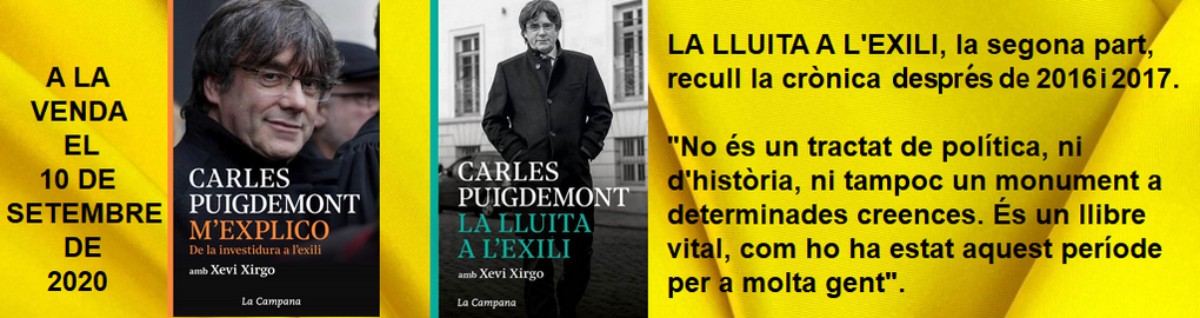 A LA
VENDA
EL
10 DE
SETEMBRE
DE
2020
CARLES
PUIGDEMONT
M'EXPLICO
De la investidura a l'exili
amb Xevi Xirgo
La Campana
CARLES
PUIGDEMONT
LA LLUITA
A L'EXILI
amb Xevi Xirgo
La Campana
LA LLUITA A L'EXILI, la segona part,
recull la crònica després de 2016 i 2017.
"No és un tractat de política, ni
d'història, ni tampoc un monument a
determinades creences. És un llibre
vital, com ho ha estat aquest període
per a molta gent".